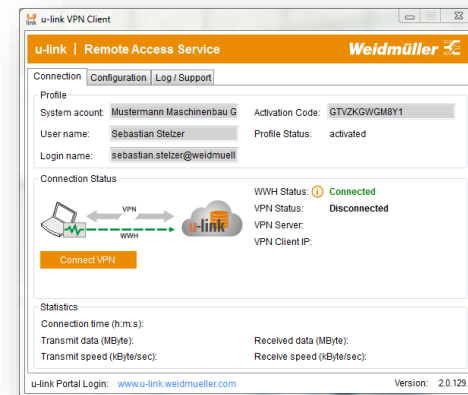 link u-link VPN Client
u-link | Remote Access Service Weidmüller
Connection Configuration Log / Support
Profile
System acount: Mustermann Maschinenbau G Activation Code: GTVZKGWGM8Y1
User name: Sebastian Stelzer Profile Status: activated
Login name: sebastian.stelzer@weidmuell
Connection Status
WWH Status: i Connected
VPN VPN Status: Disconnected
u-link VPN Server:
WWH VPN Client IP:
Connect VPN
Statistics
Connection time (h:m:s):
Transmit data (MByte): Received data (MByte):
Transmit speed (kByte/sec): Receive speed (kByte/sec):
u-link Portal Login: www.u-link.weidmueller.com Version: 2.0.129.